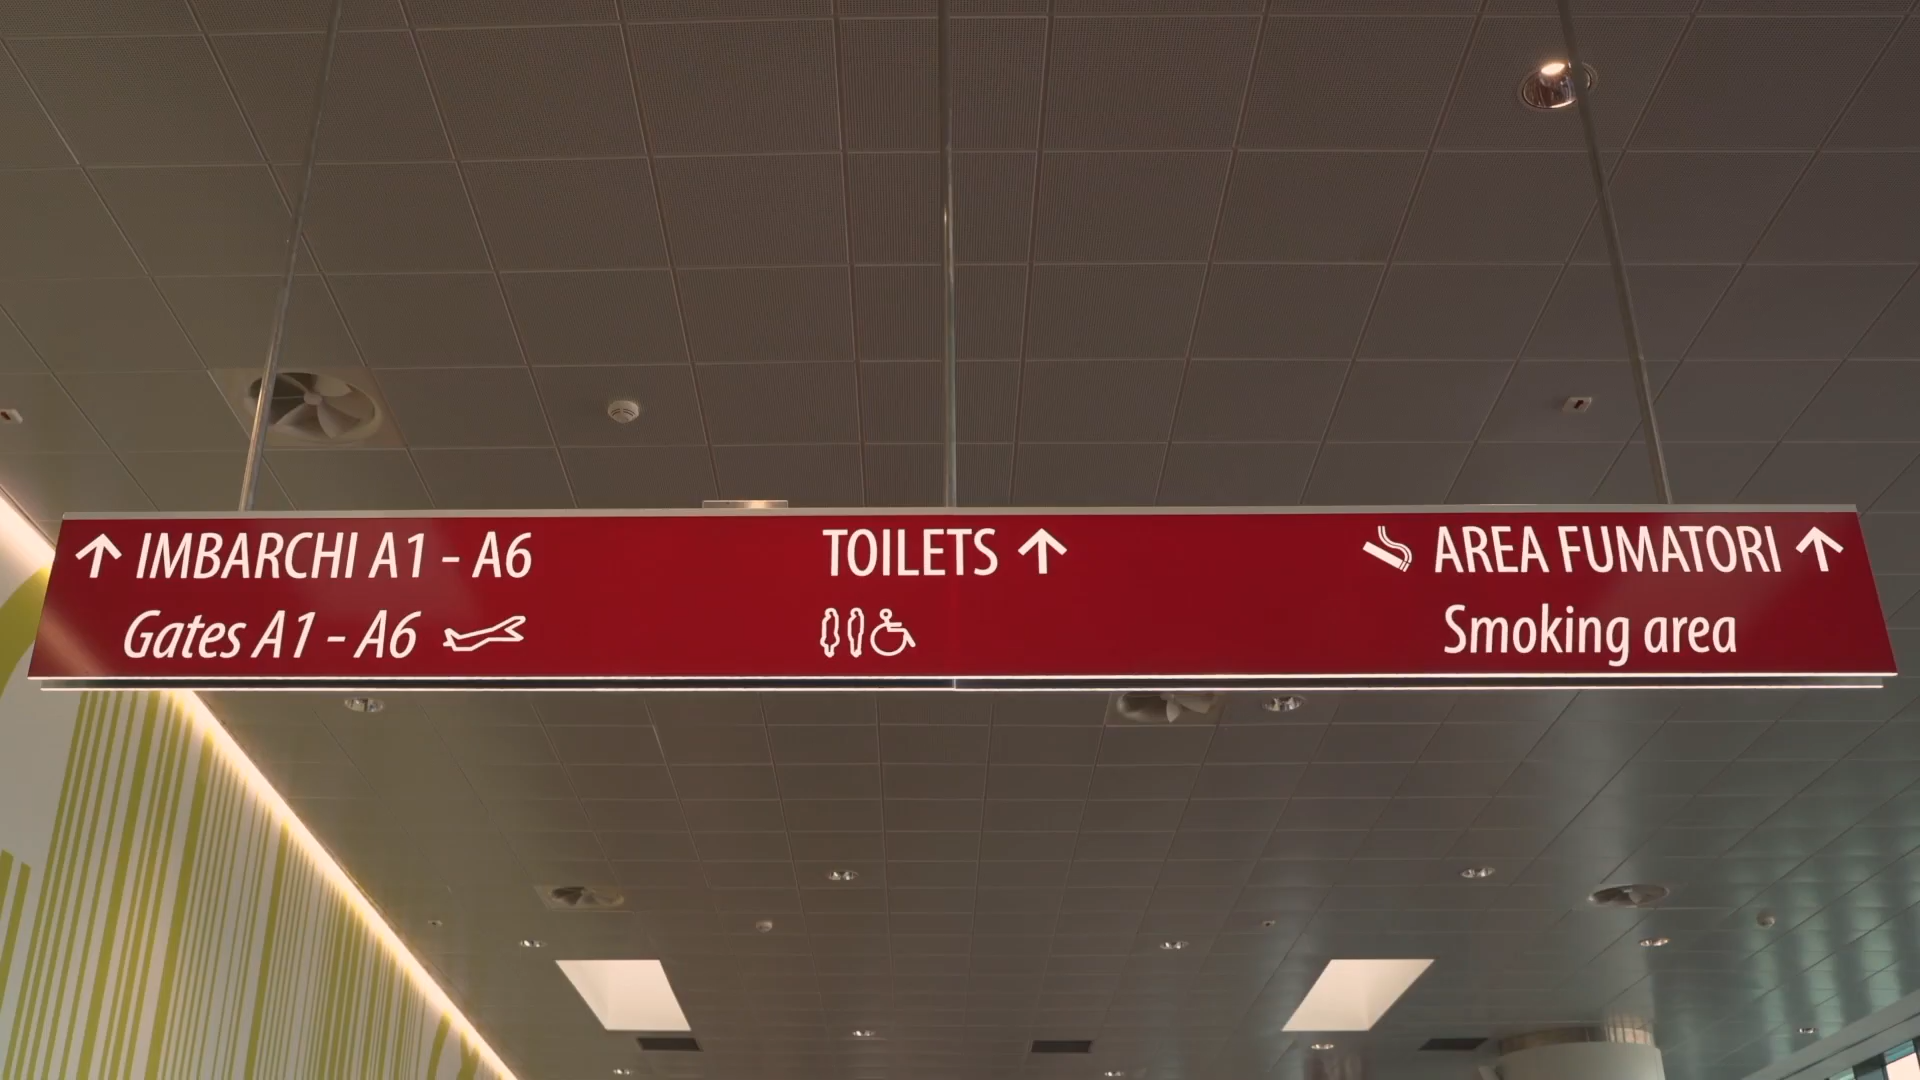 IMBARCHI A1 - A6
Gates A1 - A6
TOILETS
AREA FUMATORI
Smoking area